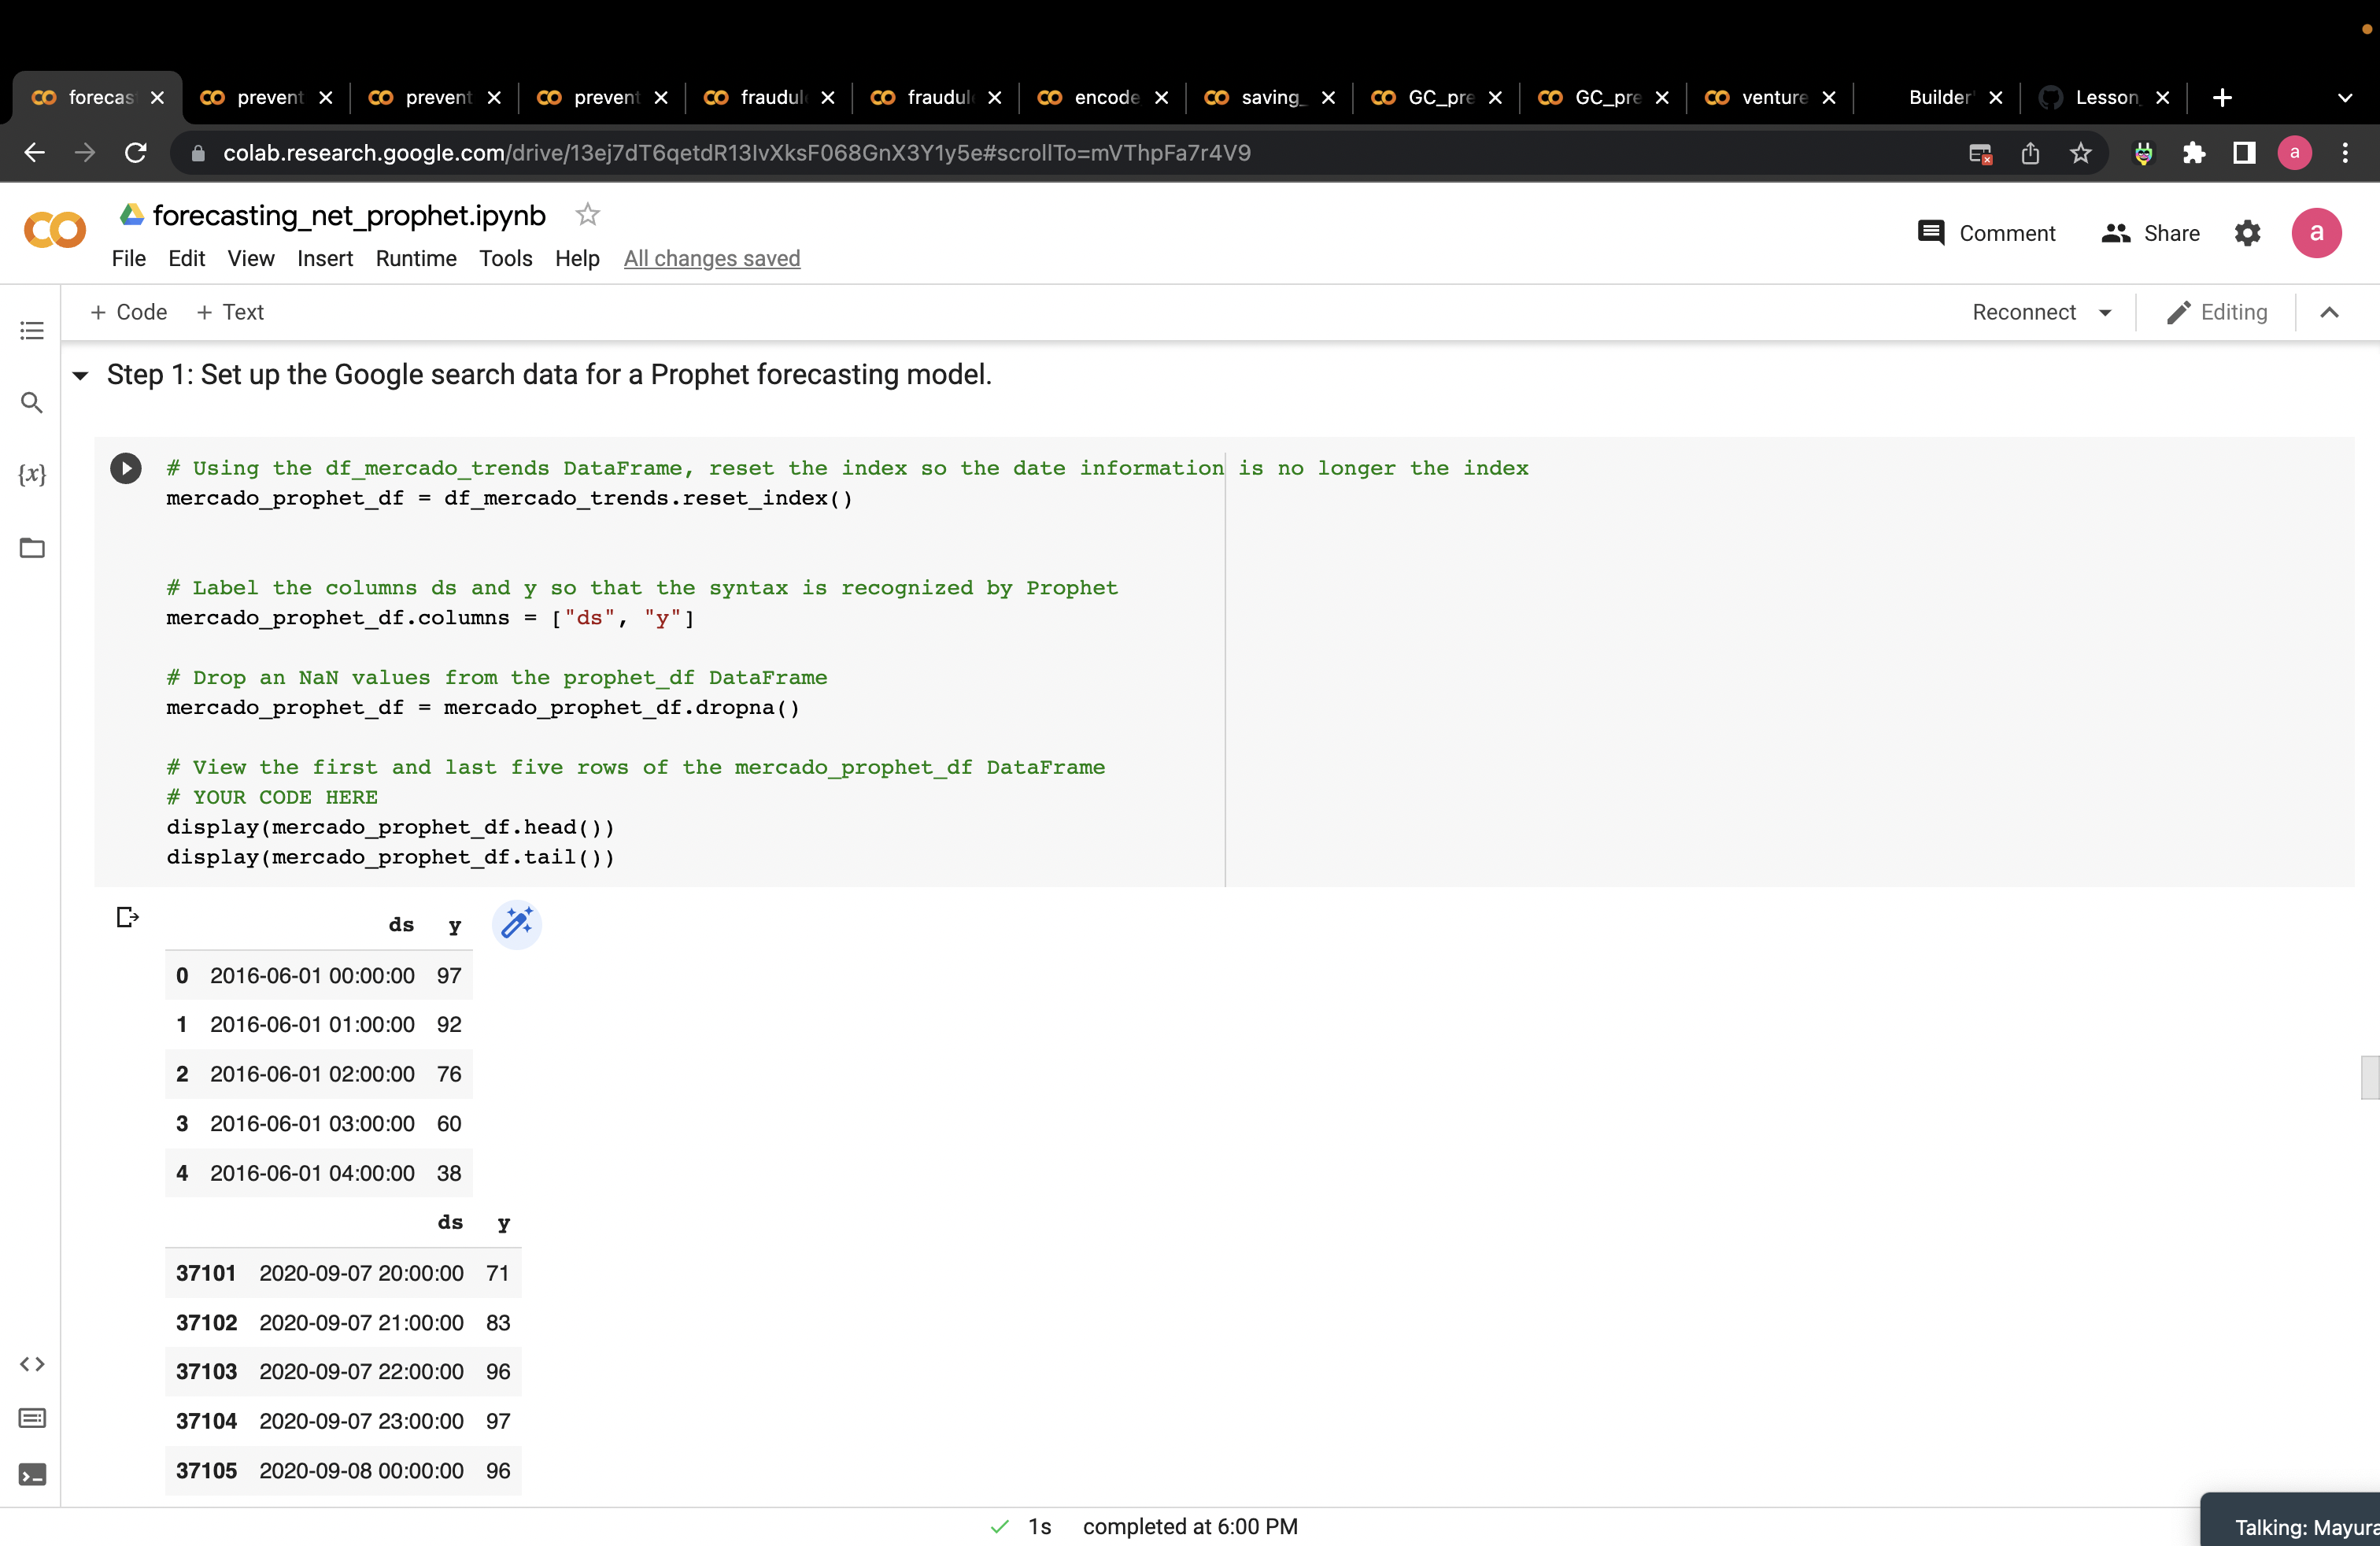 forecas
prevent
prevent
prevent
fraudul
fraudul
encode
saving_
GC_pre
GC_pre
venture
Builder'
Lesson_
colab.research.google.com/drive/13ej7dT6qetdR13IvXksF068GnX3Y1y5e#scrollTo=mVThpFa7r4V9
a
forecasting_net_prophet.ipynb
Comment
Share
a
File Edit View Insert Runtime Tools Help All changes saved
+ Code + Text
Reconnect
Editing
Step 1: Set up the Google search data for a Prophet forecasting model.
{x}
# Using the df_mercado_trends DataFrame, reset the index so the date information is no longer the index
mercado_prophet_df = df_mercado_trends.reset_index()
# Label the columns ds and y so that the syntax is recognized by Prophet
mercado_prophet_df.columns = ["ds", "y"]
# Drop an NaN values from the prophet_df DataFrame
mercado_prophet_df = mercado_prophet_df.dropna()
# View the first and last five rows of the mercado_prophet_df DataFrame
# YOUR CODE HERE
display(mercado_prophet_df.head())
display(mercado_prophet_df.tail())
ds y
0 2016-06-01 00:00:00 97
1 2016-06-01 01:00:00 92
2 2016-06-01 02:00:00 76
3 2016-06-01 03:00:00 60
4 2016-06-01 04:00:00 38
ds y
37101 2020-09-07 20:00:00 71
37102 2020-09-07 21:00:00 83
37103 2020-09-07 22:00:00 96
37104 2020-09-07 23:00:00 97
37105 2020-09-08 00:00:00 96
1s completed at 6:00 PM
Talking: Mayura